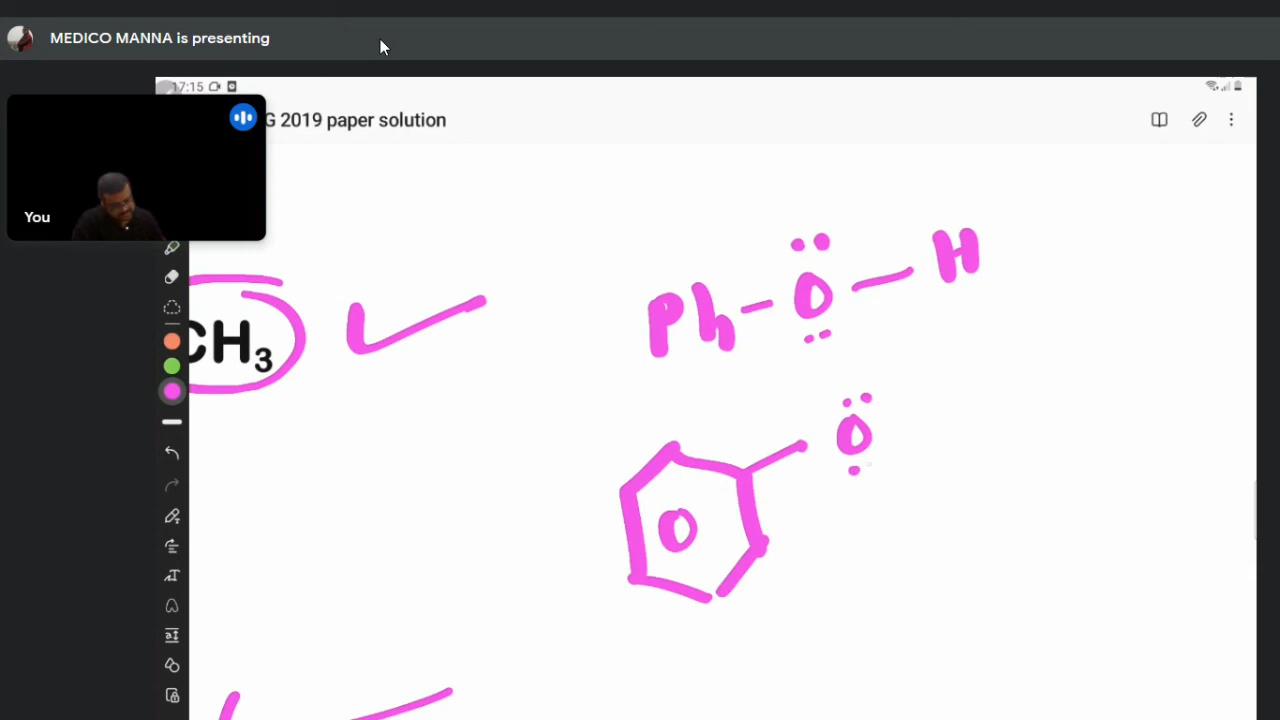 MEDICO MANNA is presenting
17:15
G 2019 paper solution
You
Ph-Ö-H
CH₃
O
O